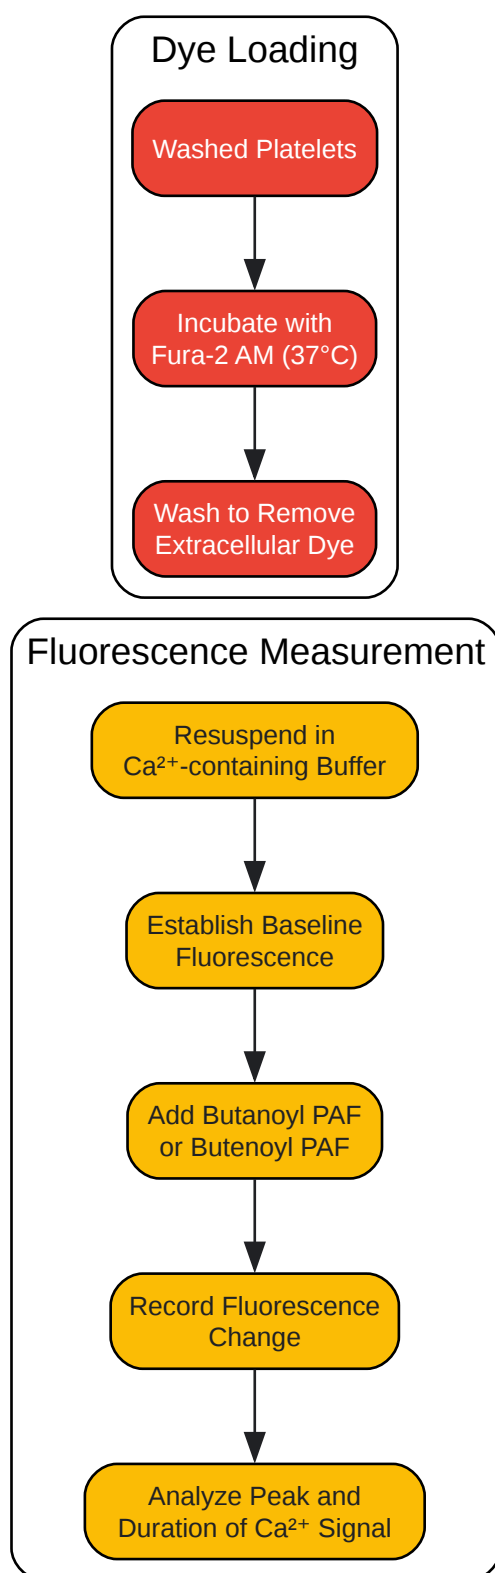 Dye Loading
Washed Platelets
Incubate with
Fura-2 AM (37°C)
Wash to Remove
Extracellular Dye
Fluorescence Measurement
Resuspend in
Ca²⁺-containing Buffer
Establish Baseline
Fluorescence
Add Butanoyl PAF
or Butenoyl PAF
Record Fluorescence
Change
Analyze Peak and
Duration of Ca²⁺ Signal